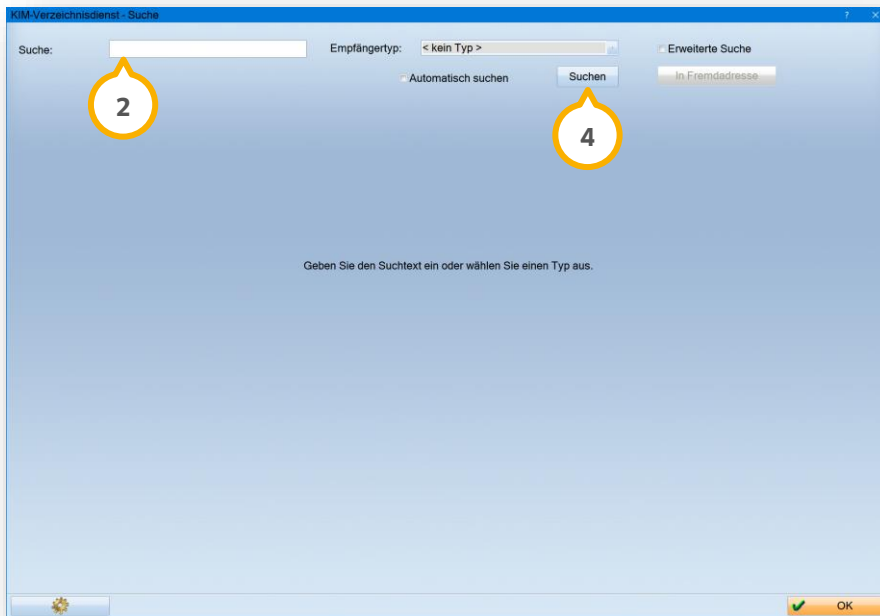 KIM-Verzeichnisdienst - Suche ? ×
Suche: Empfängertyp: < kein Typ > Erweiterte Suche
Automatisch suchen Suchen In Fremdadresse
2 4
Geben Sie den Suchtext ein oder wählen Sie einen Typ aus.
OK